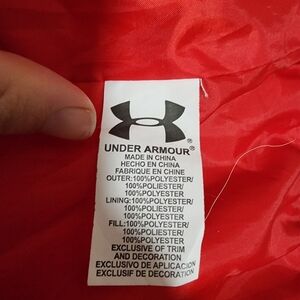 UNDER ARMOUR®
MADE IN CHINA
HECHO EN CHINA
FABRIQUE EN CHINE
OUTER:100%POLYESTER/
100%POLIESTER/
100%POLYESTER
LINING:100%POLYESTER/
100%POLIESTER/
100%POLYESTER
FILL:100%POLYESTER/
100%POLIESTER/
100%POLYESTER
EXCLUSIVE OF TRIM
AND DECORATION
EXCLUSIVO DE APLICACION
EXCLUSIF DE DECORATION